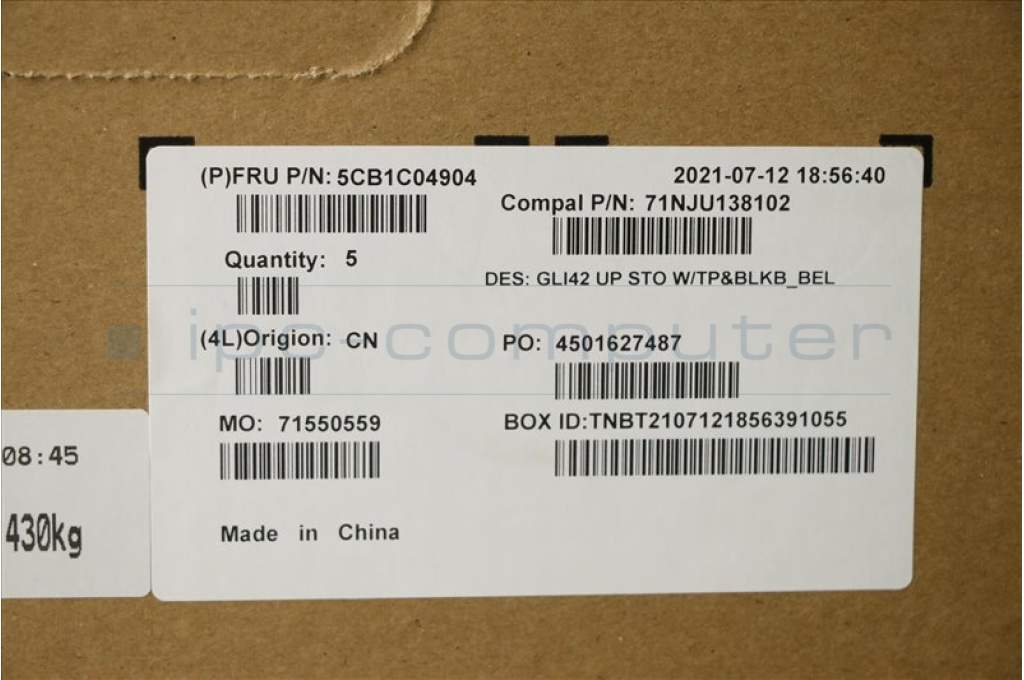 (P)FRU P/N: 5CB1C04904
2021-07-12 18:56:40
Compal P/N: 71NJU138102
Quantity: 5
DES: GLI42 UP STO W/TP&BLKB_BEL
ipc-computer
(4L)Origion: CN
PO: 4501627487
MO: 71550559
BOX ID:TNBT2107121856391055
08:45
430kg
Made in China